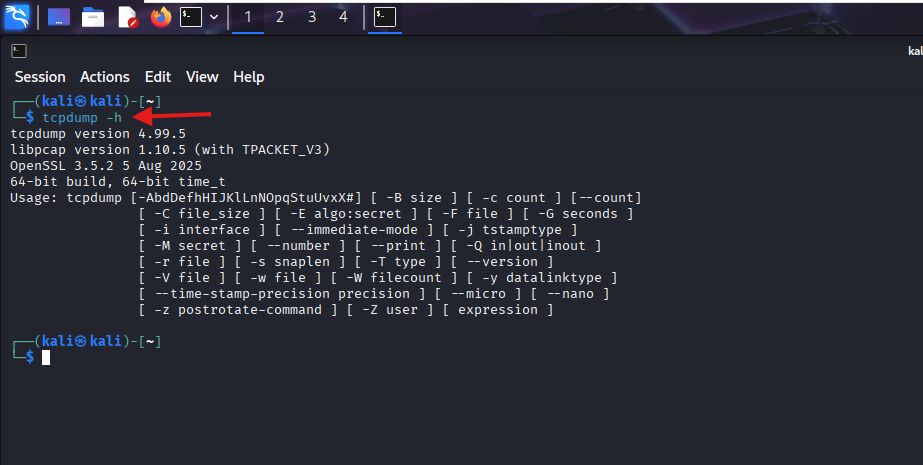 1 2 3 4
Session Actions Edit View Help
┌──(kali㉿kali)-[~]
└─$ tcpdump -h
tcpdump version 4.99.5
libpcap version 1.10.5 (with TPACKET_V3)
OpenSSL 3.5.2 5 Aug 2025
64-bit build, 64-bit time_t
Usage: tcpdump [-AbdDefhHIJKlLnNOpqStuUvxX#] [ -B size ] [ -c count ] [--count]
[ -C file_size ] [ -E algo:secret ] [ -F file ] [ -G seconds ]
[ -i interface ] [ --immediate-mode ] [ -j tstamptype ]
[ -M secret ] [ --number ] [ --print ] [ -Q in|out|inout ]
[ -r file ] [ -s snaplen ] [ -T type ] [ --version ]
[ -V file ] [ -w file ] [ -W filecount ] [ -y datalinktype ]
[ --time-stamp-precision precision ] [ --micro ] [ --nano ]
[ -z postrotate-command ] [ -Z user ] [ expression ]
┌──(kali㉿kali)-[~]
└─$